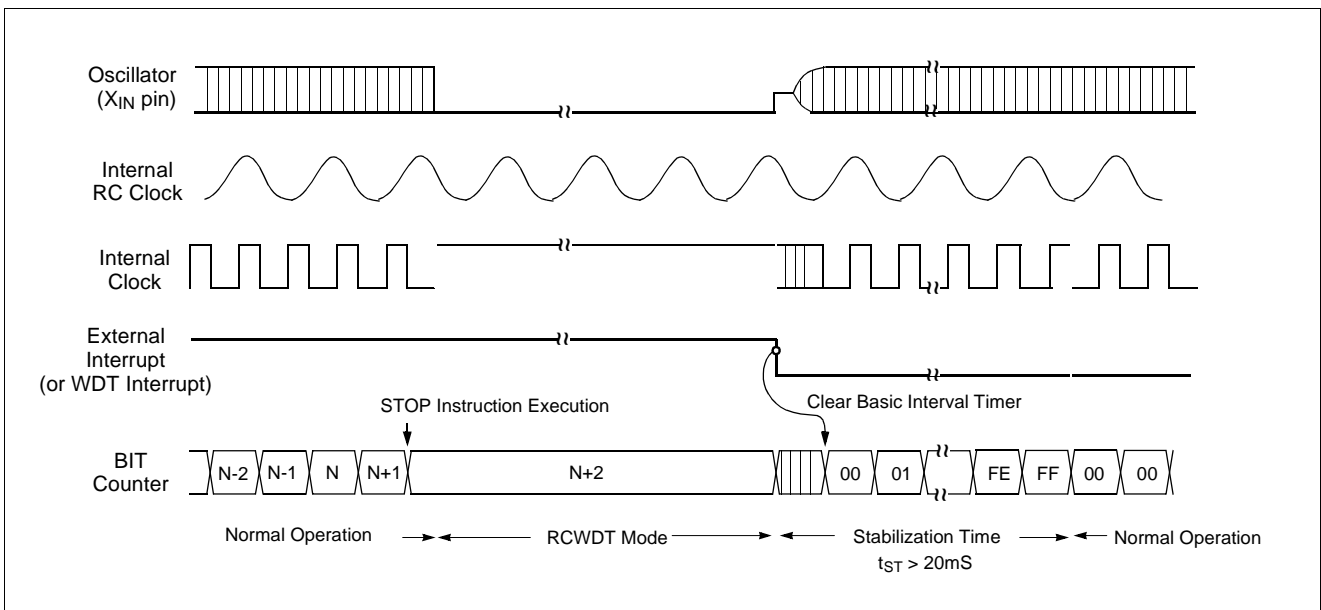 Oscillator
(XIN pin)
Internal
RC Clock
Internal
Clock
External
Interrupt
(or WDT Interrupt)
STOP Instruction Execution
Clear Basic Interval Timer
BIT
Counter
N-2 N-1 N N+1 N+2 00 01 FE FF 00 00
Normal Operation RCWDT Mode Stabilization Time Normal Operation
tST > 20mS